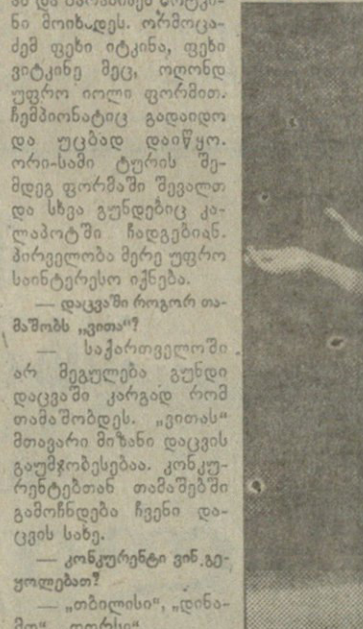 ნი მოიხადეს. ორმოცა-
ძემ ფეხი იტკინა, ფეხი
ვიტკინე მეც, ოღონდ
უფრო იოლი ფორმით.
ჩემპიონატიც გადაიდო
და უცბად დაიწყო.
ორი-სამი ტურის შე-
მდეგ ფორმაში შევალთ
და სხვა გუნდებიც კა-
ლაპოტში ჩადგებიან.
პირველობა მერე უფრო
საინტერესო იქნება.
— დაცვაში როგორ თა-
მაშობს „ვითა“?
— საქართველოში
არ მეგულება გუნდი
დაცვაში კარგად რომ
თამაშობდეს. „ვითას“
მთავარი მიზანი დაცვის
გაუმჯობესებაა. კონკუ-
რენტებთან თამაშებში
გამოჩნდება ჩვენი და-
ცვის სახე.
— კონკურენტი ვინ გე-
ყოლებათ?
— „თბილისი“, „დინა-